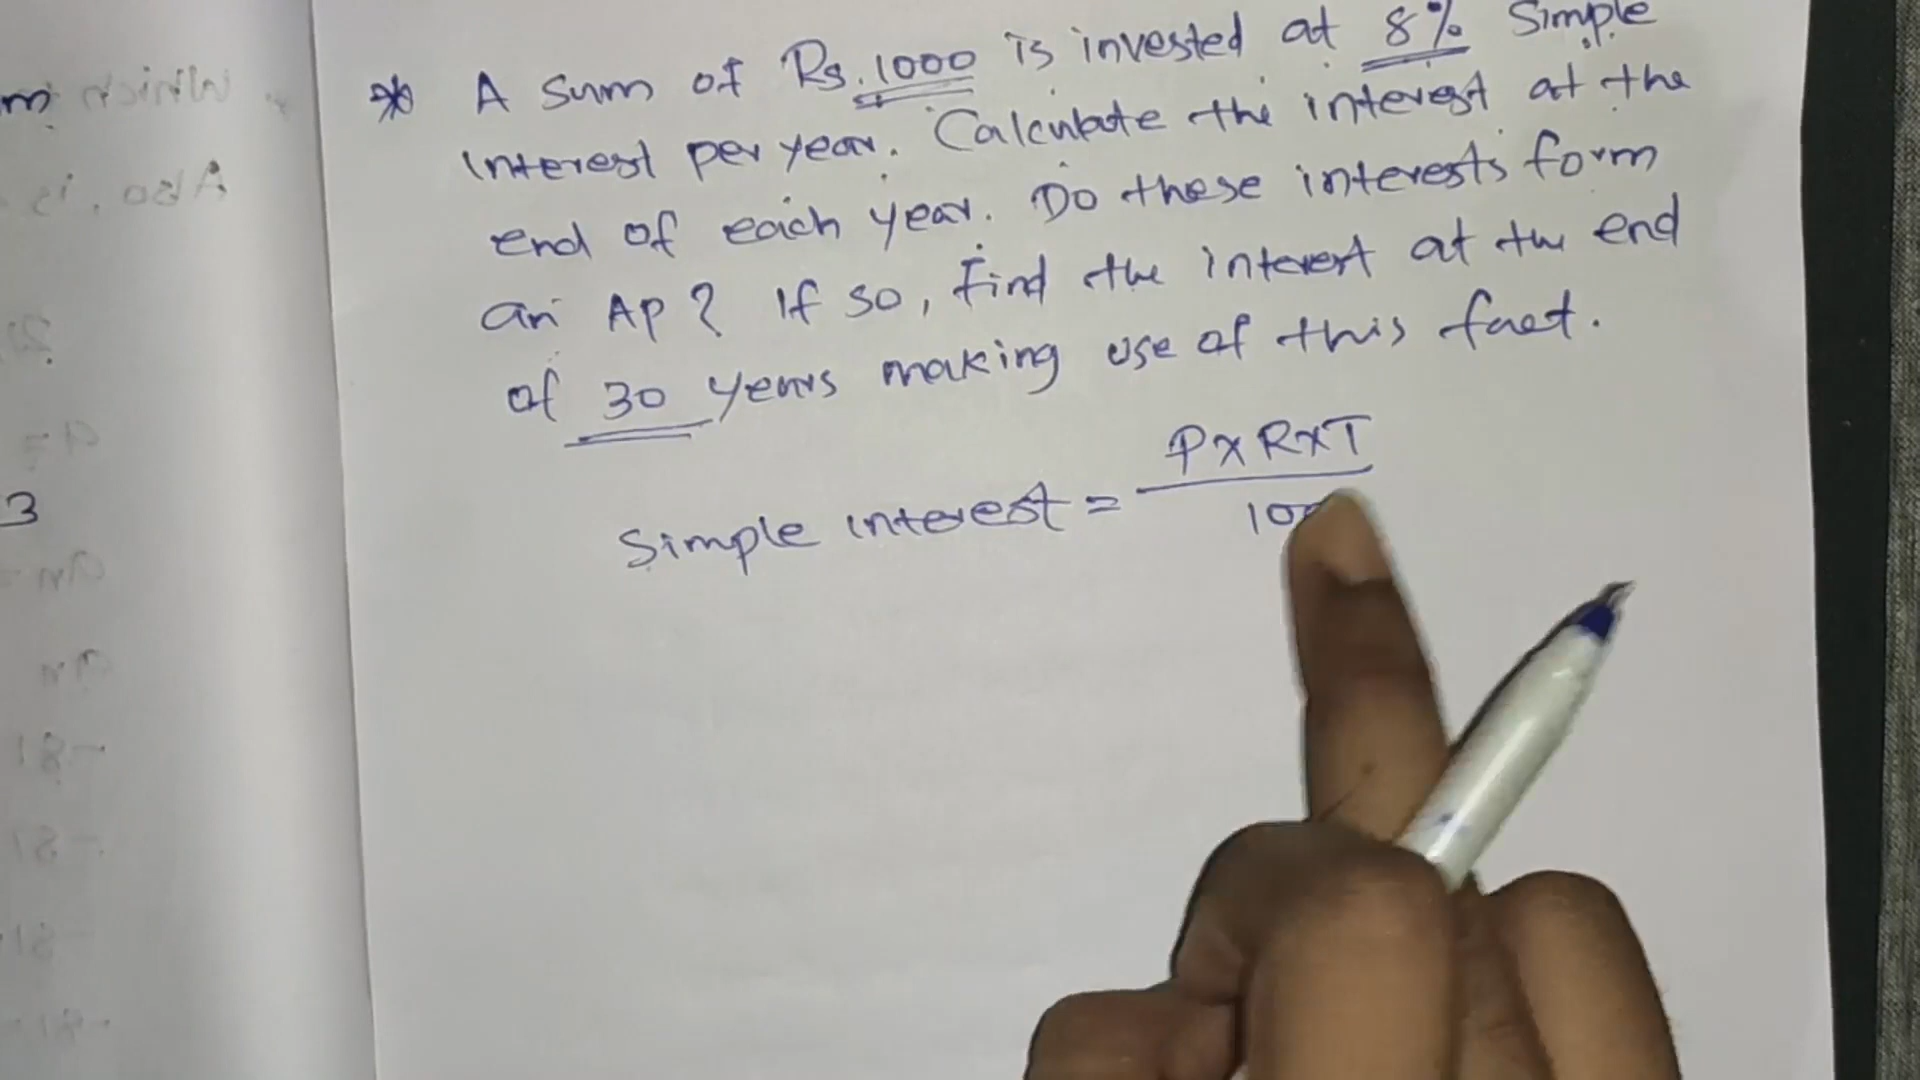 * A sum of Rs.1000 is invested at 8% Simple
interest per year. Calculate the interest at the
end of each year. Do these interests form
an AP? If so, find the interest at the end
of 30 years making use of this fact.
Simple interest = P×R×T
10
3